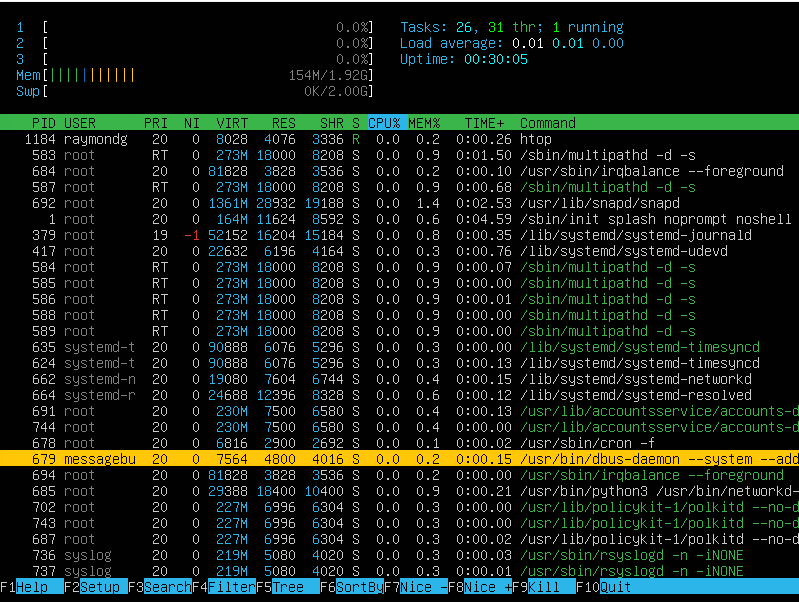 1 [ 0.0%] Tasks: 26, 31 thr; 1 running
2 [ 0.0%] Load average: 0.01 0.01 0.00
3 [ 0.0%] Uptime: 00:30:05
Mem[||||||||||| 154M/1.92G]
Swp[ 0K/2.00G]
PID USER PRI NI VIRT RES SHR S CPU% MEM% TIME+ Command
1184 raymondg 20 0 8028 4076 3336 R 0.0 0.2 0:00.26 htop
583 root RT 0 273M 18000 8208 S 0.0 0.9 0:01.50 /sbin/multipathd -d -s
684 root 20 0 81828 3828 3536 S 0.0 0.2 0:00.10 /usr/sbin/irqbalance --foreground
587 root RT 0 273M 18000 8208 S 0.0 0.9 0:00.68 /sbin/multipathd -d -s
692 root 20 0 1361M 28932 19188 S 0.0 1.4 0:02.53 /usr/lib/snapd/snapd
1 root 20 0 164M 11624 8592 S 0.0 0.6 0:04.59 /sbin/init splash noprompt noshell
379 root 19 -1 52152 16204 15184 S 0.0 0.8 0:00.35 /lib/systemd/systemd-journald
417 root 20 0 22632 6196 4164 S 0.0 0.3 0:00.76 /lib/systemd/systemd-udevd
584 root RT 0 273M 18000 8208 S 0.0 0.9 0:00.07 /sbin/multipathd -d -s
585 root RT 0 273M 18000 8208 S 0.0 0.9 0:00.00 /sbin/multipathd -d -s
586 root RT 0 273M 18000 8208 S 0.0 0.9 0:00.01 /sbin/multipathd -d -s
588 root RT 0 273M 18000 8208 S 0.0 0.9 0:00.00 /sbin/multipathd -d -s
589 root RT 0 273M 18000 8208 S 0.0 0.9 0:00.00 /sbin/multipathd -d -s
635 systemd-t 20 0 90888 6076 5296 S 0.0 0.3 0:00.00 /lib/systemd/systemd-timesyncd
624 systemd-t 20 0 90888 6076 5296 S 0.0 0.3 0:00.13 /lib/systemd/systemd-timesyncd
662 systemd-n 20 0 19080 7604 6744 S 0.0 0.4 0:00.15 /lib/systemd/systemd-networkd
664 systemd-r 20 0 24688 12396 8328 S 0.0 0.6 0:00.12 /lib/systemd/systemd-resolved
691 root 20 0 230M 7500 6580 S 0.0 0.4 0:00.13 /usr/lib/accountsservice/accounts-d
744 root 20 0 230M 7500 6580 S 0.0 0.4 0:00.00 /usr/lib/accountsservice/accounts-d
678 root 20 0 6816 2900 2692 S 0.0 0.1 0:00.02 /usr/sbin/cron -f
679 messagebu 20 0 7564 4800 4016 S 0.0 0.2 0:00.15 /usr/bin/dbus-daemon --system --add
694 root 20 0 81828 3828 3536 S 0.0 0.2 0:00.00 /usr/sbin/irqbalance --foreground
685 root 20 0 29388 18400 10400 S 0.0 0.9 0:00.21 /usr/bin/python3 /usr/bin/networkd-
702 root 20 0 227M 6996 6304 S 0.0 0.3 0:00.00 /usr/lib/policykit-1/polkitd --no-d
743 root 20 0 227M 6996 6304 S 0.0 0.3 0:00.00 /usr/lib/policykit-1/polkitd --no-d
687 root 20 0 227M 6996 6304 S 0.0 0.3 0:00.02 /usr/lib/policykit-1/polkitd --no-d
736 syslog 20 0 219M 5080 4020 S 0.0 0.3 0:00.03 /usr/sbin/rsyslogd -n -iNONE
737 syslog 20 0 219M 5080 4020 S 0.0 0.3 0:00.01 /usr/sbin/rsyslogd -n -iNONE
F1Help F2Setup F3SearchF4FilterF5Tree F6SortByF7Nice -F8Nice +F9Kill F10Quit